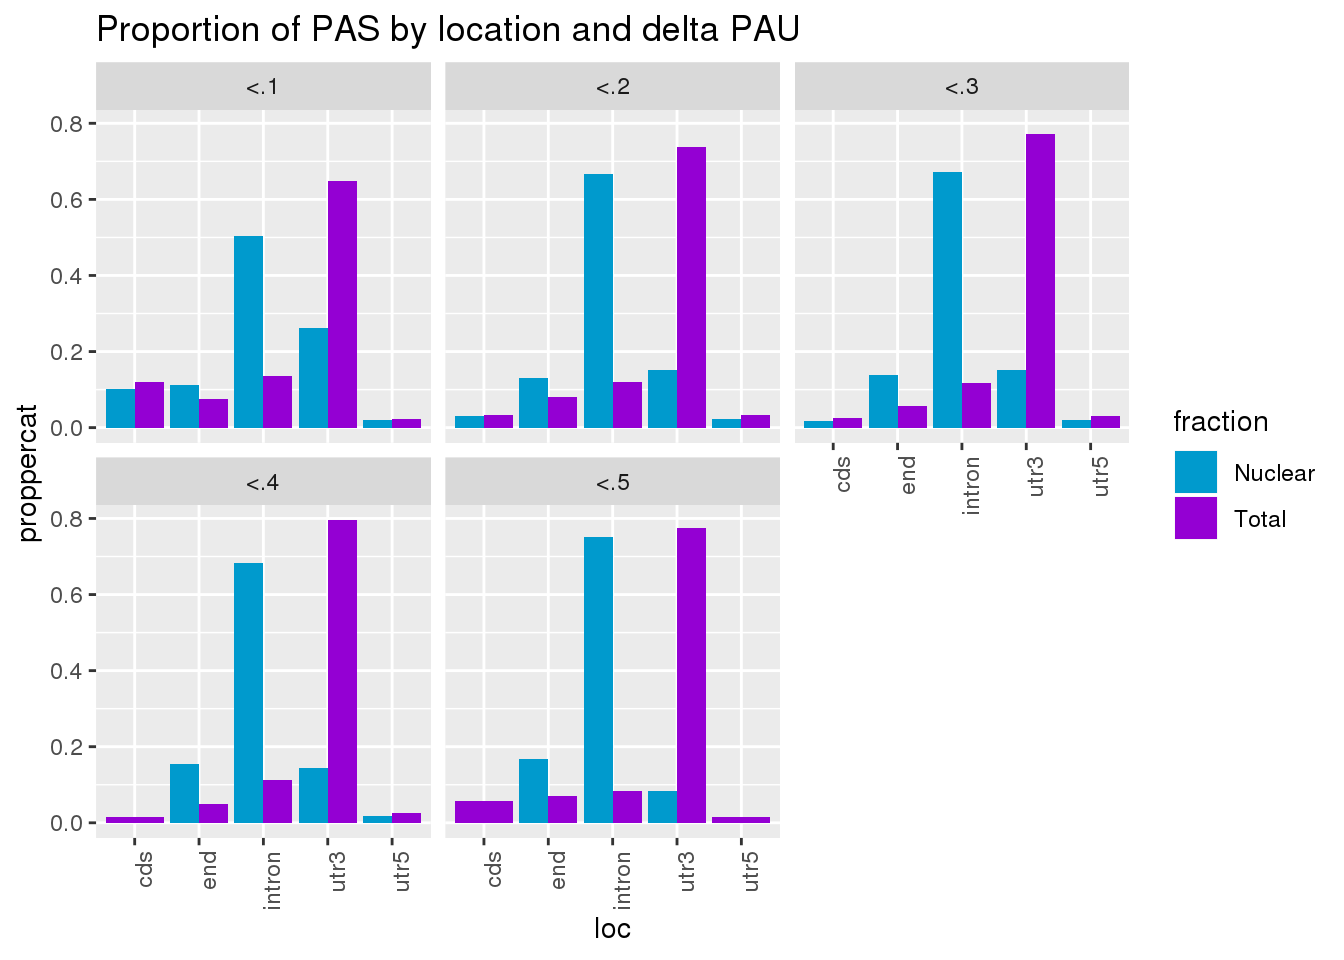 Proportion of PAS by location and delta PAU
<.1
<.2
<.3
0.8
0.6
0.4
0.2
0.0
cds
end
intron
utr3
utr5
<.4
<.5
0.8
0.6
0.4
0.2
0.0
cds
end
intron
utr3
utr5
cds
end
intron
utr3
utr5
loc
proppercat
fraction
Nuclear
Total